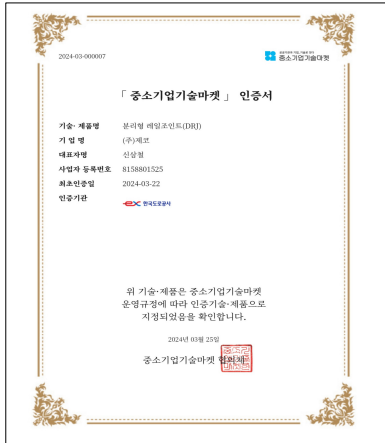 2024-03-000007
중소기업기술마켓
「 중소기업기술마켓 」 인증서
기술· 제품명 분리형 레일조인트(DRJ)
기 업 명 (주)제코
대표자명 신상철
사업자 등록번호 8158801525
최초인증일 2024-03-22
인증기관 ex 한국도로공사
위 기술·제품은 중소기업기술마켓
운영규정에 따라 인증기술·제품으로
지정되었음을 확인합니다.
2024년 03월 25일
중소기업기술마켓 협의체